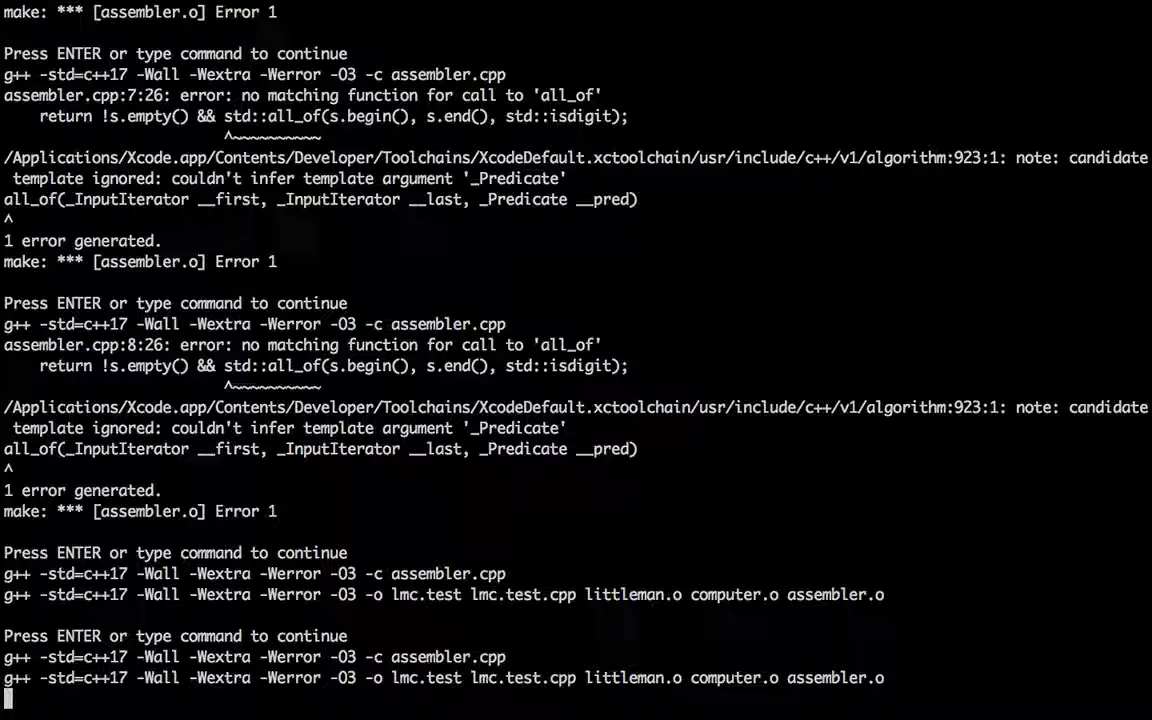 make: *** [assembler.o] Error 1
Press ENTER or type command to continue
g++ -std=c++17 -Wall -Wextra -Werror -O3 -c assembler.cpp
assembler.cpp:7:26: error: no matching function for call to 'all_of'
    return !s.empty() && std::all_of(s.begin(), s.end(), std::isdigit);
                         ^~~~~~~~~~~
/Applications/Xcode.app/Contents/Developer/Toolchains/XcodeDefault.xctoolchain/usr/include/c++/v1/algorithm:923:1: note: candidate
 template ignored: couldn't infer template argument '_Predicate'
all_of(_InputIterator __first, _InputIterator __last, _Predicate __pred)
^
1 error generated.
make: *** [assembler.o] Error 1
Press ENTER or type command to continue
g++ -std=c++17 -Wall -Wextra -Werror -O3 -c assembler.cpp
assembler.cpp:8:26: error: no matching function for call to 'all_of'
    return !s.empty() && std::all_of(s.begin(), s.end(), std::isdigit);
                         ^~~~~~~~~~~
/Applications/Xcode.app/Contents/Developer/Toolchains/XcodeDefault.xctoolchain/usr/include/c++/v1/algorithm:923:1: note: candidate
 template ignored: couldn't infer template argument '_Predicate'
all_of(_InputIterator __first, _InputIterator __last, _Predicate __pred)
^
1 error generated.
make: *** [assembler.o] Error 1
Press ENTER or type command to continue
g++ -std=c++17 -Wall -Wextra -Werror -O3 -c assembler.cpp
g++ -std=c++17 -Wall -Wextra -Werror -O3 -o lmc.test lmc.test.cpp littleman.o computer.o assembler.o
Press ENTER or type command to continue
g++ -std=c++17 -Wall -Wextra -Werror -O3 -c assembler.cpp
g++ -std=c++17 -Wall -Wextra -Werror -O3 -o lmc.test lmc.test.cpp littleman.o computer.o assembler.o